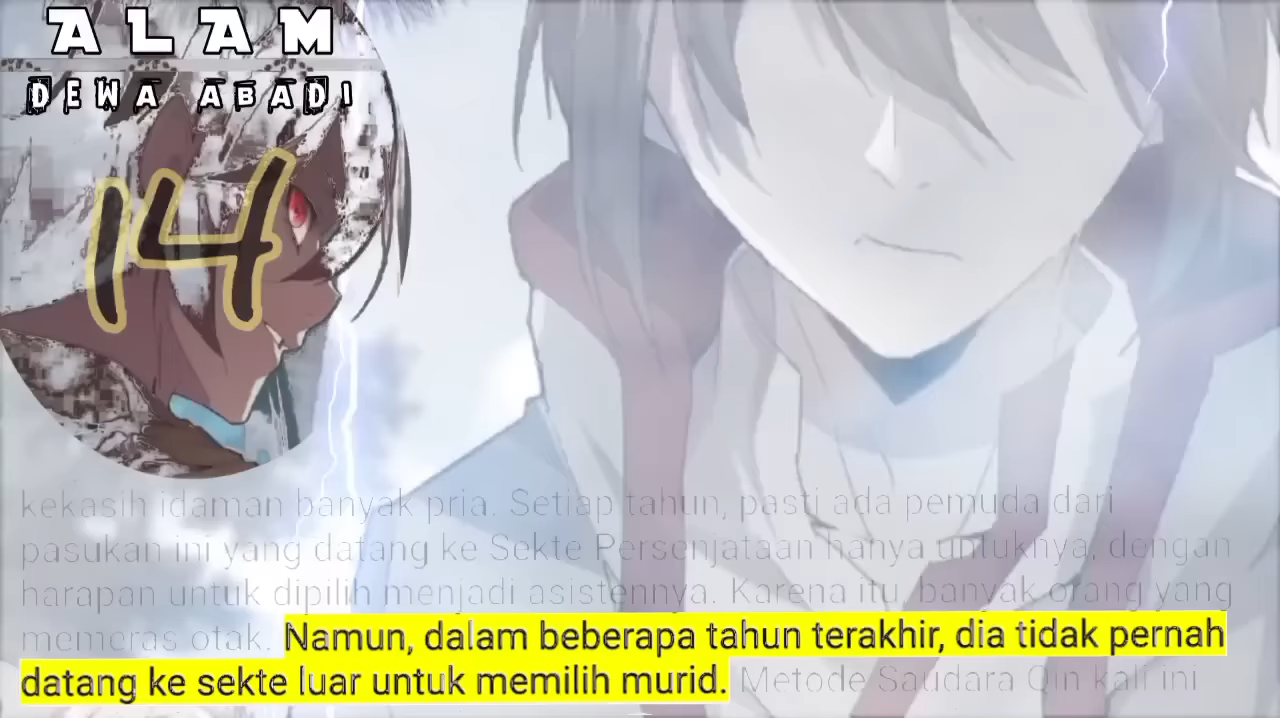 ALAM
DEWA ABADI
14
kekasih idaman banyak pria. Setiap tahun, pasti ada pemuda dari
pasukan ini yang datang ke Sekte Persenjataan hanya untuknya, dengan
harapan untuk dipilih menjadi asistennya. Karena itu, banyak orang yang
memeras otak. Namun, dalam beberapa tahun terakhir, dia tidak pernah
datang ke sekte luar untuk memilih murid. Metode Saudara Qin kali ini